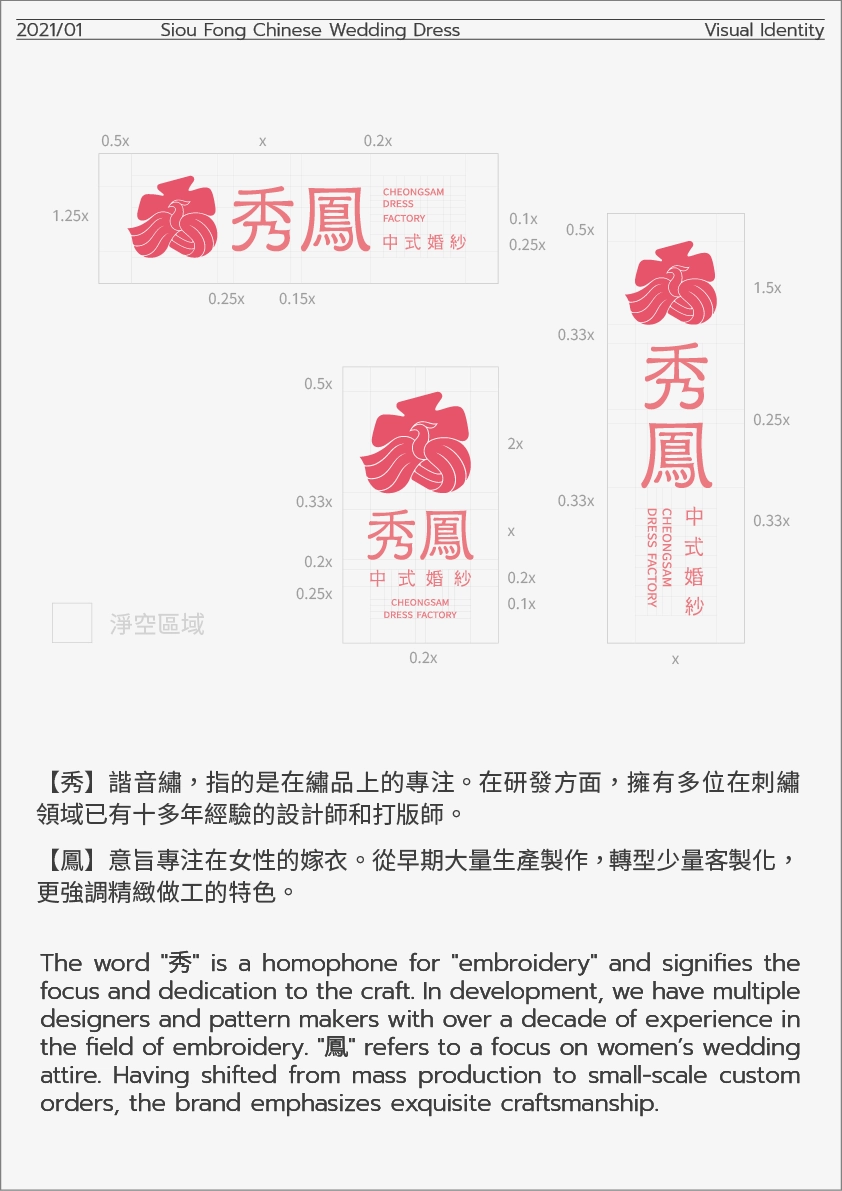 2021/01 Siou Fong Chinese Wedding Dress Visual Identity
0.5x x 0.2x
1.25x
秀鳳
CHEONGSAM
DRESS
FACTORY
中式婚紗
0.1x
0.25x
0.25x 0.15x
0.5x
1.5x
0.33x
秀
鳳
0.25x
0.33x
中式婚紗
CHEONGSAM
DRESS FACTORY
0.33x
x
0.5x
2x
0.33x
秀鳳
x
0.2x
中式婚紗
0.2x
0.25x
CHEONGSAM
DRESS FACTORY
0.1x
0.2x
淨空區域
【秀】諧音繡，指的是在繡品上的專注。在研發方面，擁有多位在刺繡
領域已有十多年經驗的設計師和打版師。
【鳳】意旨專注在女性的嫁衣。從早期大量生產製作，轉型少量客製化，
更強調精緻做工的特色。
The word "秀" is a homophone for "embroidery" and signifies the
focus and dedication to the craft. In development, we have multiple
designers and pattern makers with over a decade of experience in
the field of embroidery. "鳳" refers to a focus on women’s wedding
attire. Having shifted from mass production to small-scale custom
orders, the brand emphasizes exquisite craftsmanship.